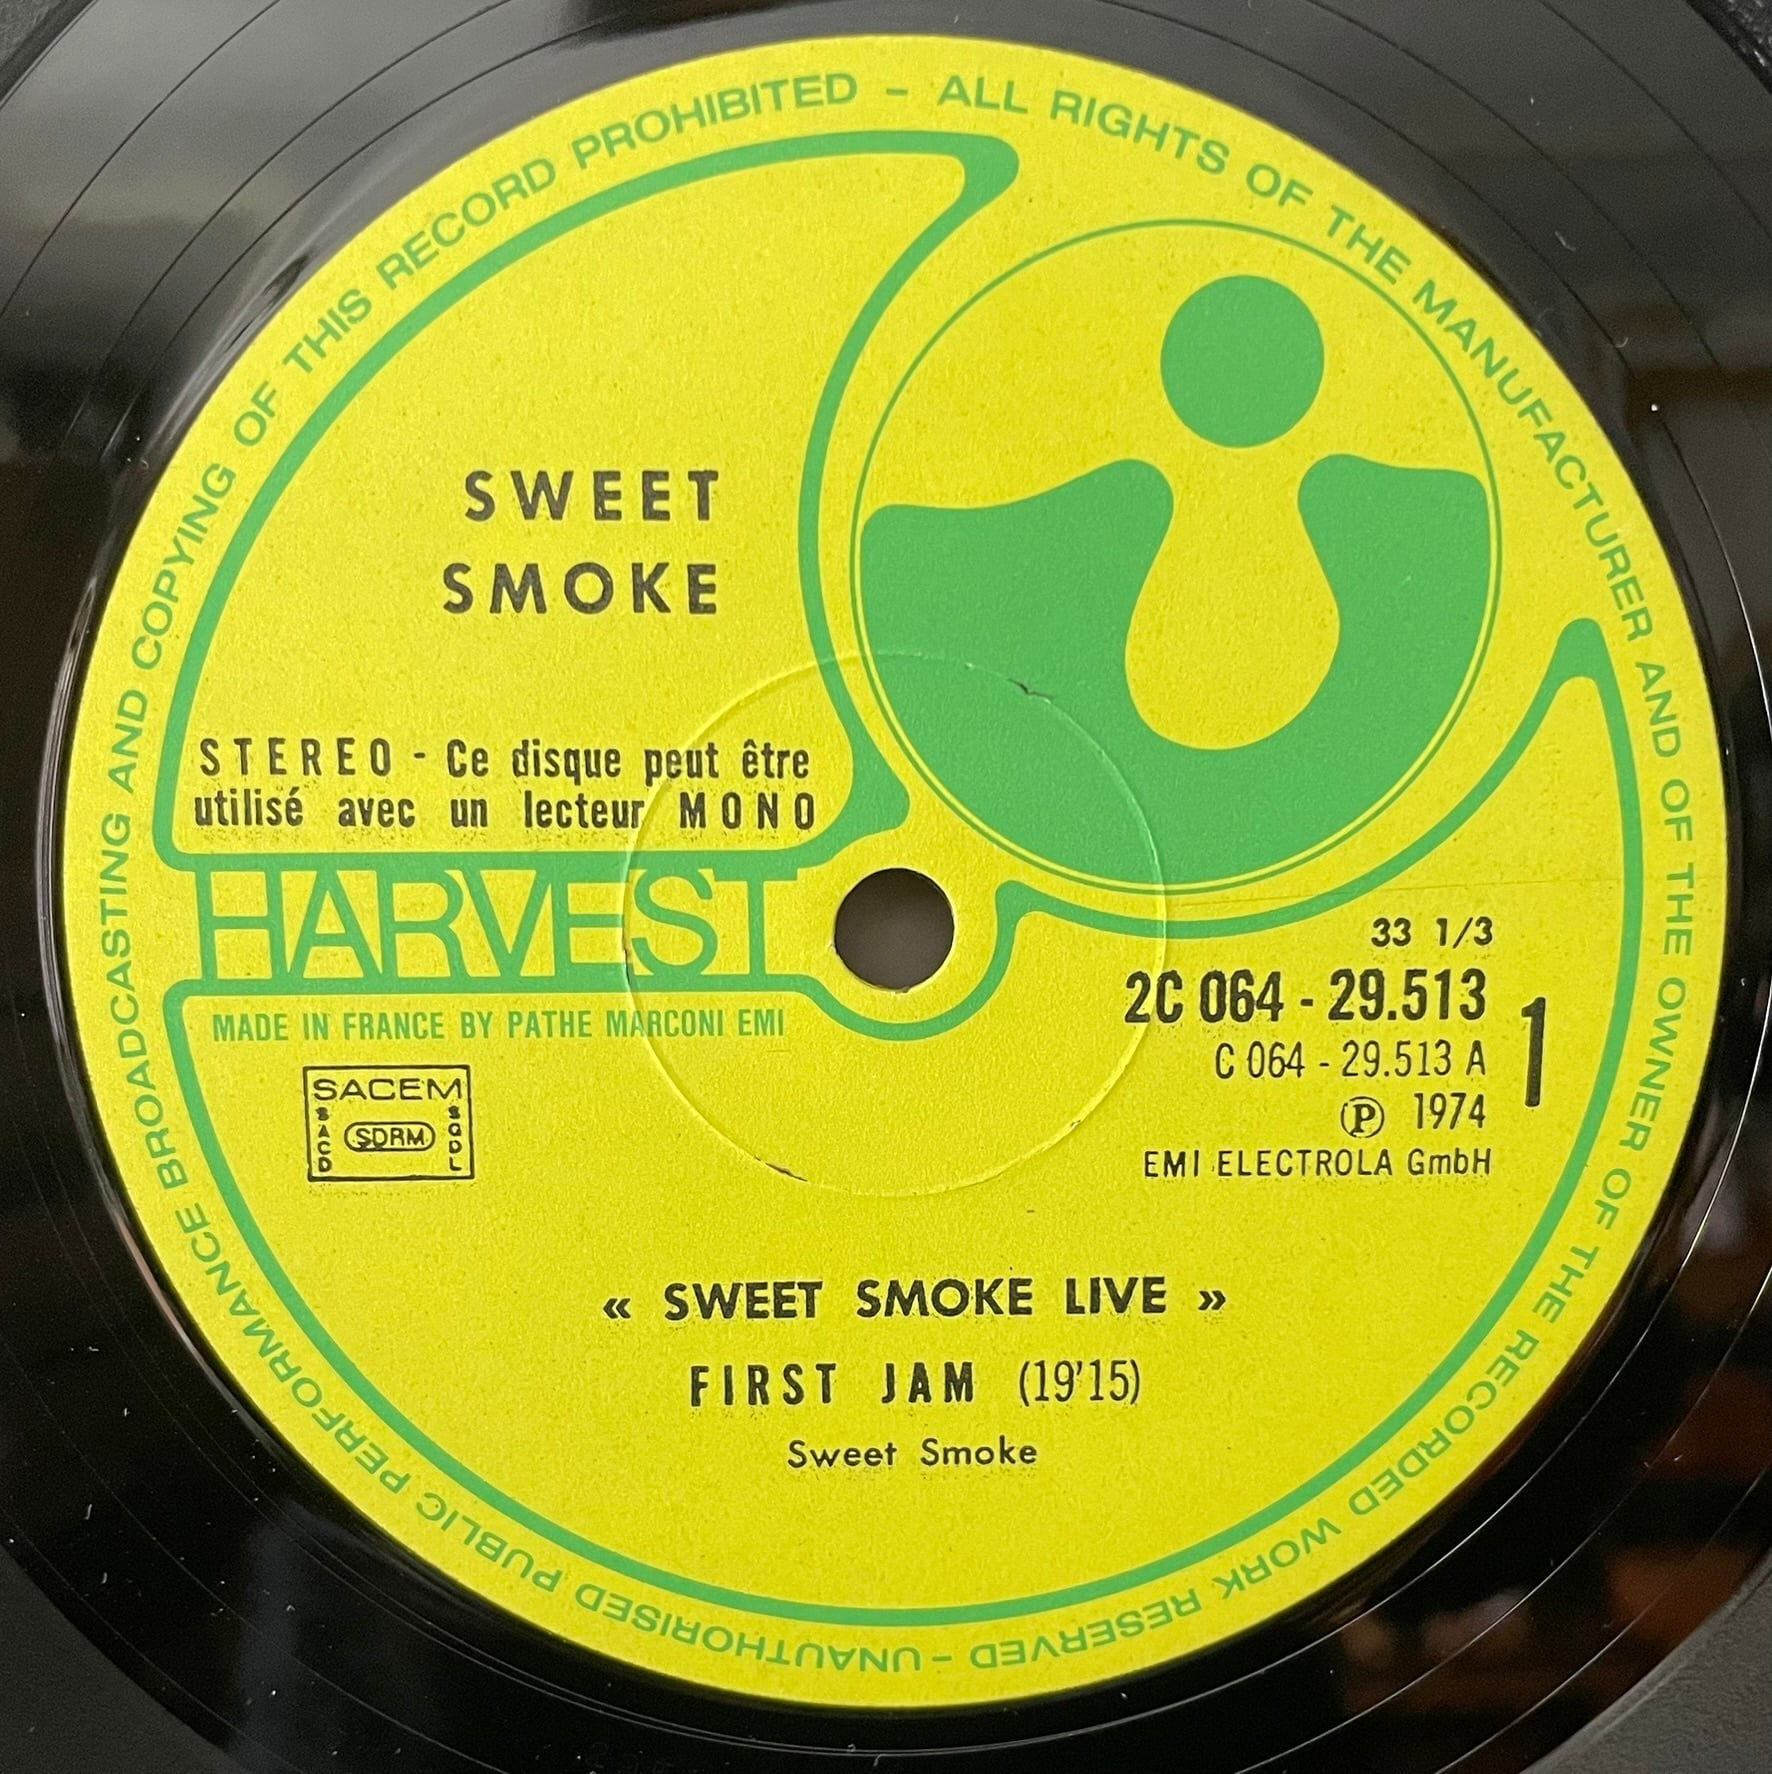 UNAUTHORISED PUBLIC PERFORMANCE BROADCASTING AND COPYING OF THIS RECORD PROHIBITED – ALL RIGHTS OF THE MANUFACTURER AND OF THE OWNER OF THE RECORDED WORK RESERVED –
SWEET
SMOKE
STEREO - Ce disque peut être
utilisé avec un lecteur MONO
HARVEST
MADE IN FRANCE BY PATHE MARCONI EMI
SACEM
SACD
SDRM
SGDL
33 1/3
2C 064 - 29.513
1
C 064 - 29.513 A
Ⓟ 1974
EMI ELECTROLA GmbH
« SWEET SMOKE LIVE »
FIRST JAM (19'15)
Sweet Smoke